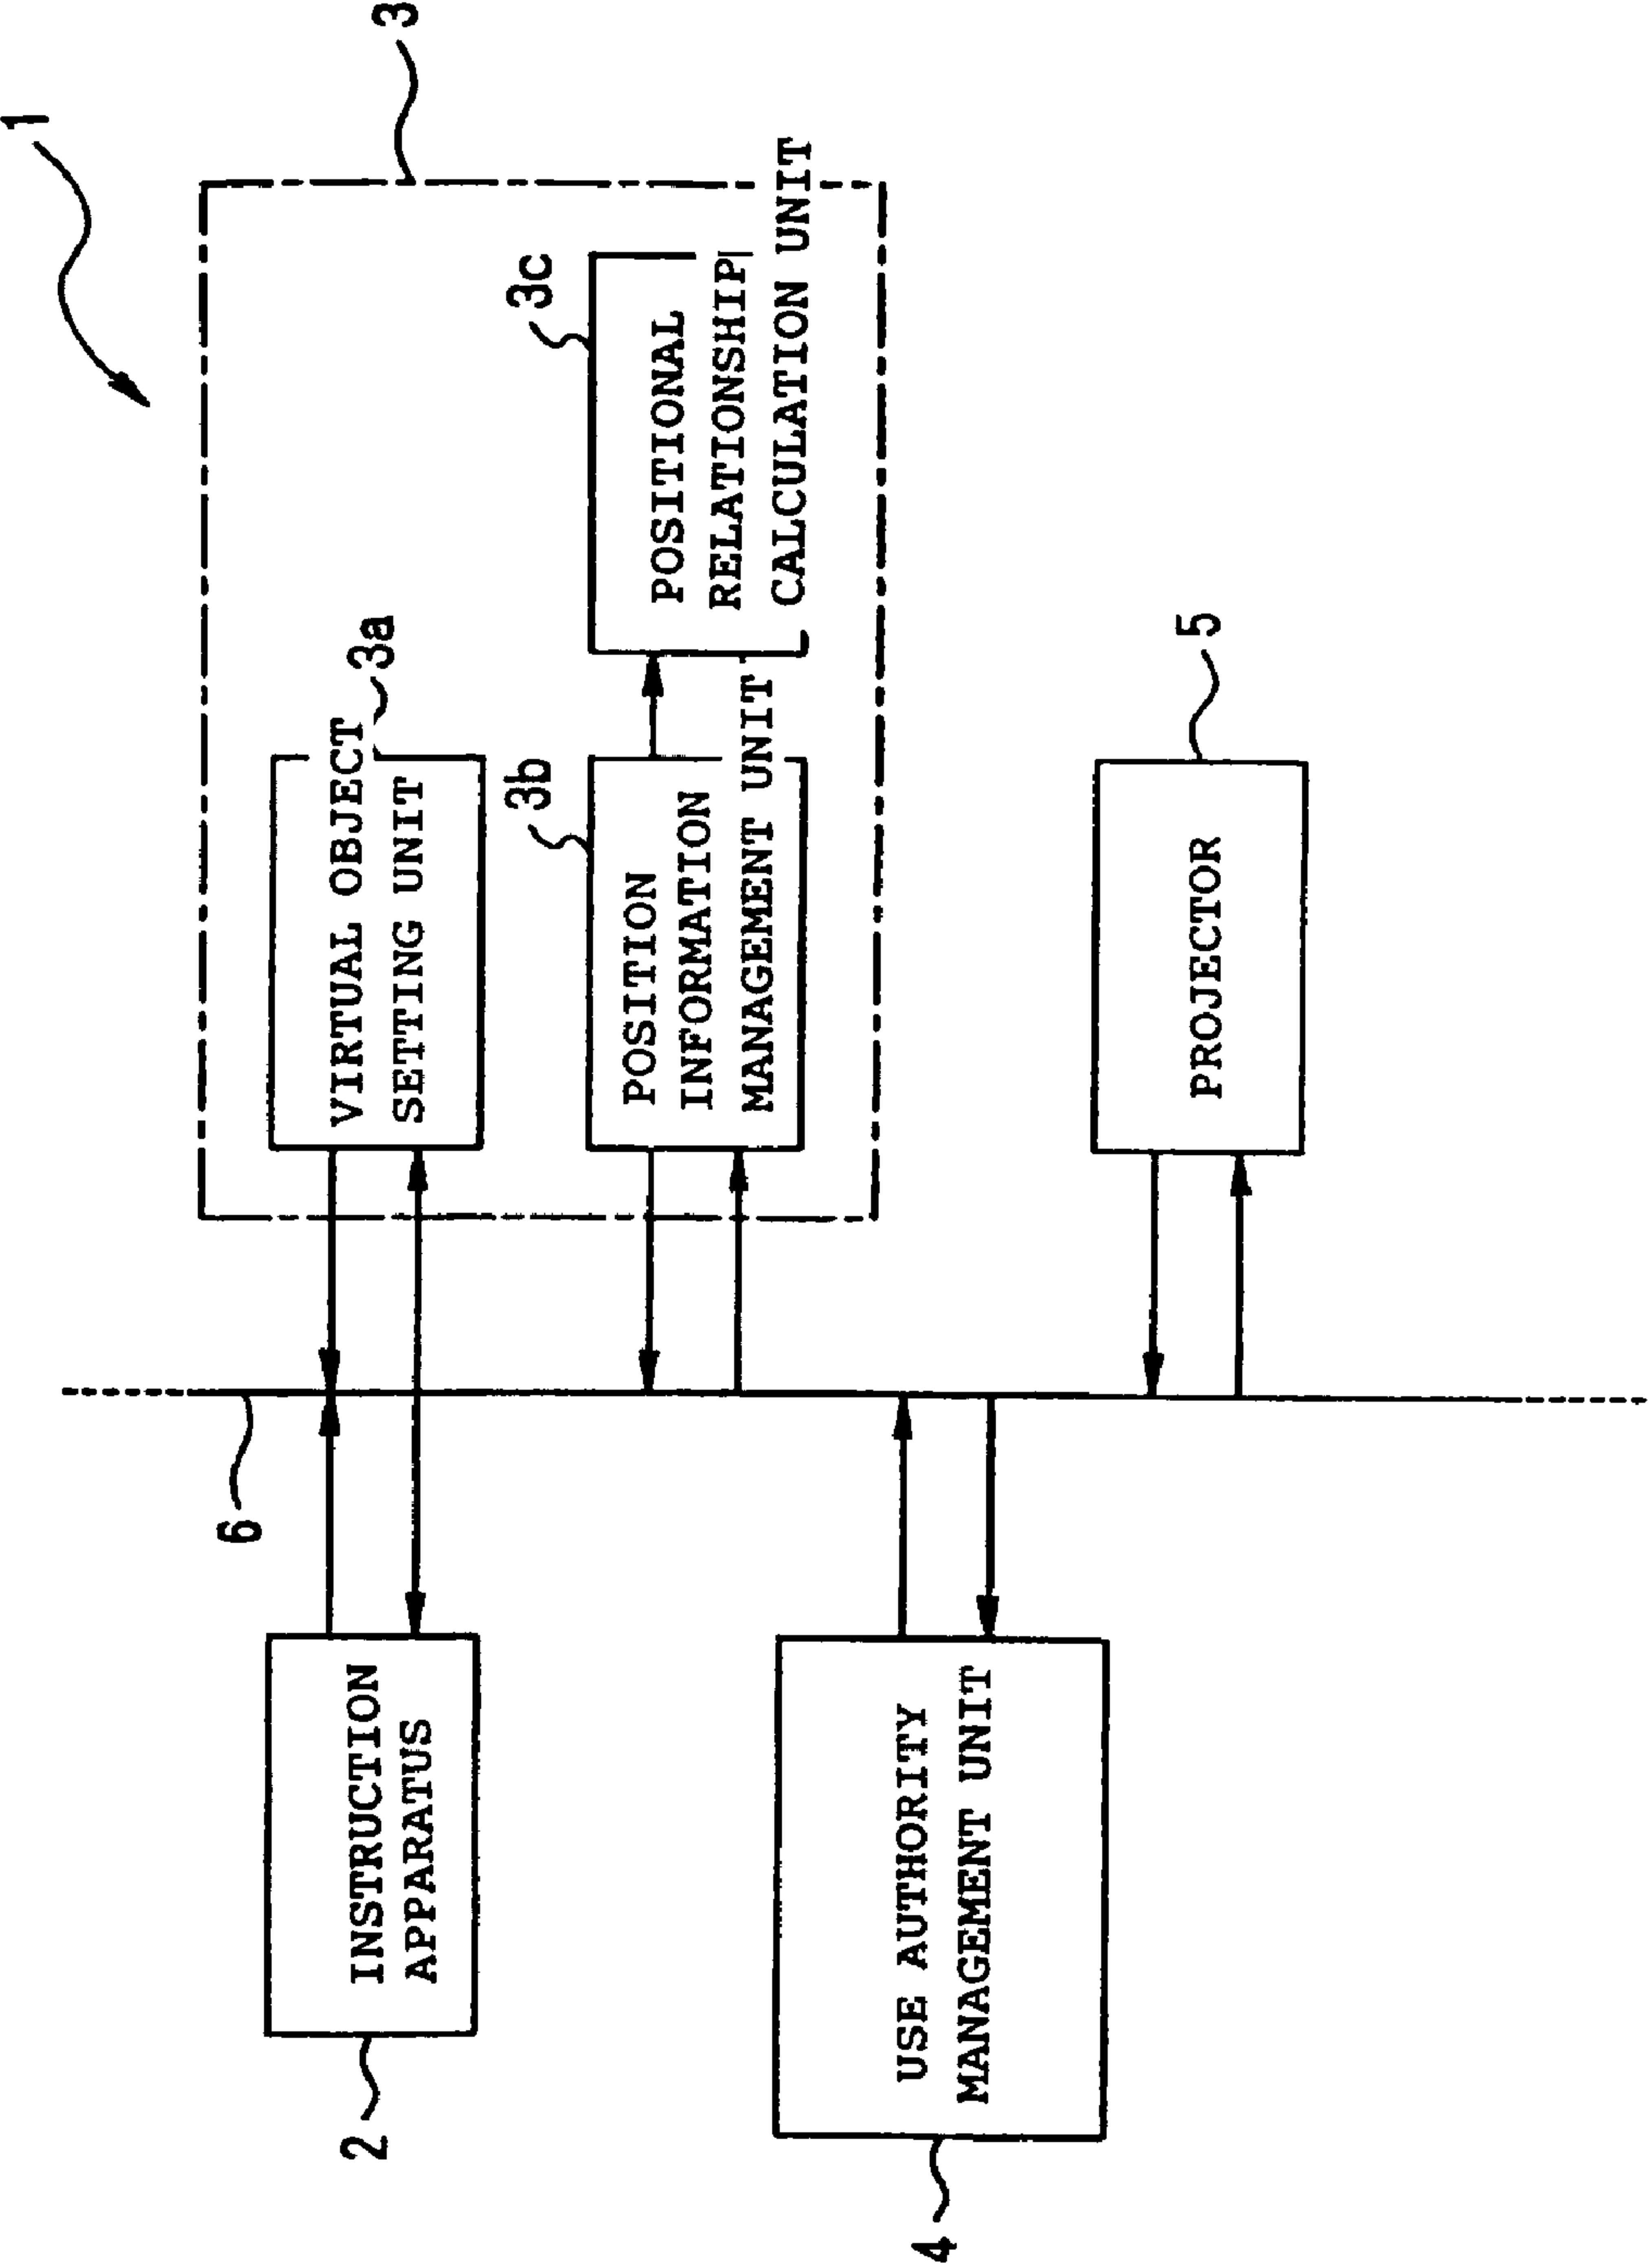 1
3
2
INSTRUCTION
APPARATUS
6
3a
VIRTUAL OBJECT
SETTING UNIT
3b
POSITION
INFORMATION
MANAGEMENT UNIT
3c
POSITIONAL
RELATIONSHIP
CALCULATION UNIT
4
USE AUTHORITY
MANAGEMENT UNIT
5
PROJECTOR